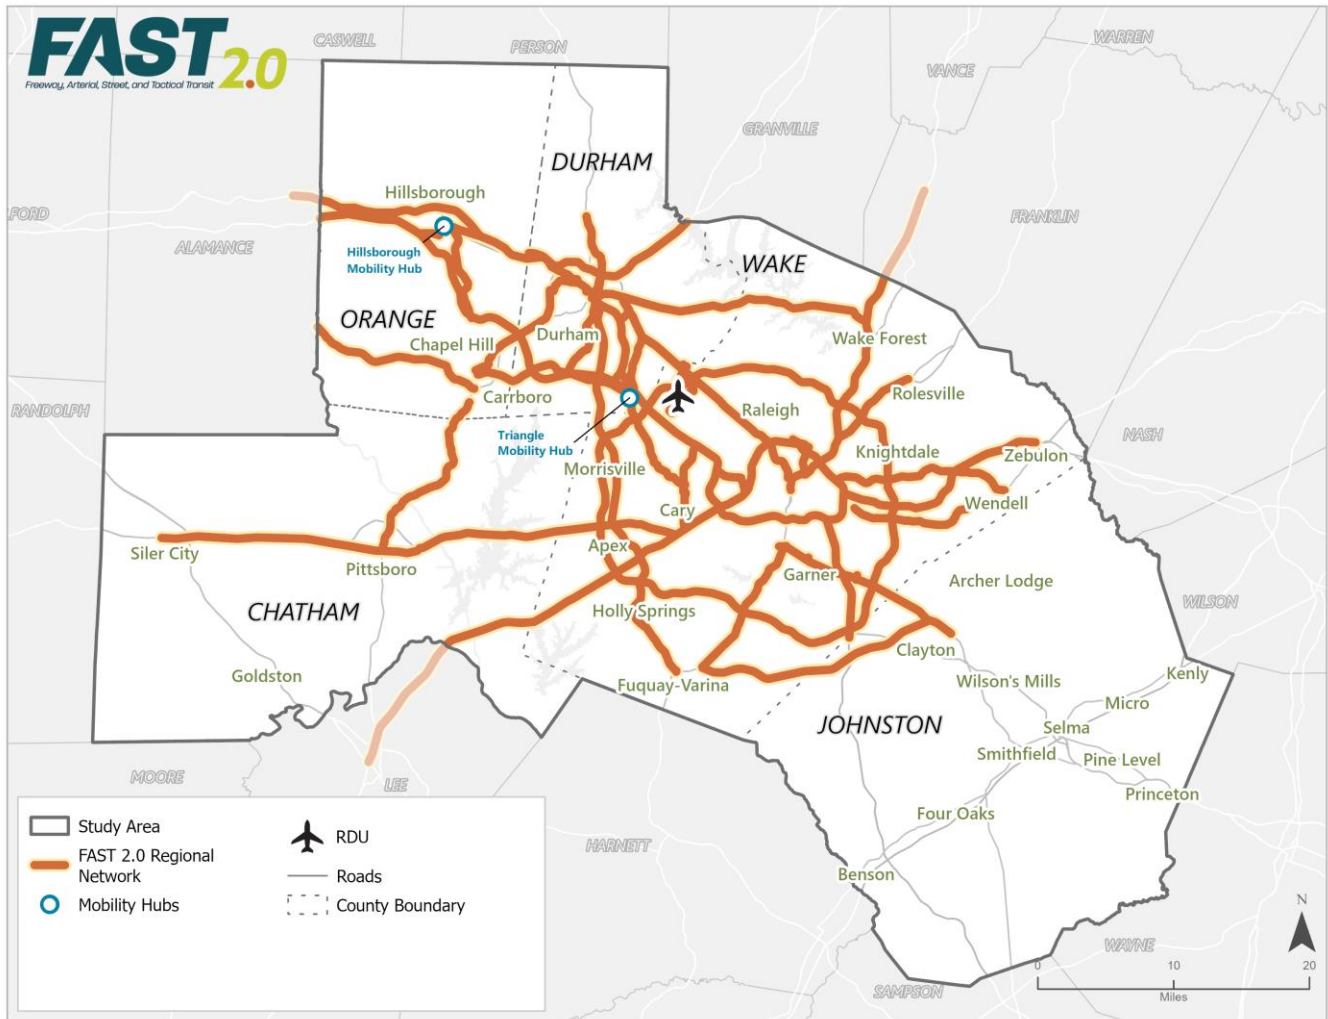 FAST 2.0
Freeway, Arterial, Street, and Tactical Transit
CASWELL
PERSON
WARREN
VANCE
GRANVILLE
DURHAM
Hillsborough
FRANKLIN
ALAMANCE
Hillsborough
Mobility Hub
WAKE
ORANGE
Chapel Hill
Durham
Wake Forest
Carrboro
Rolesville
RANDOLPH
Raleigh
Triangle
Mobility Hub
NASH
Knightdale
Zebulon
Morrisville
Wendell
Cary
Siler City
Apex
Pittsboro
Garner
Archer Lodge
CHATHAM
Holly Springs
WILSON
Clayton
Goldston
Fuquay-Varina
Wilson's Mills
Kenly
Micro
JOHNSTON
Selma
Smithfield
Pine Level
MOORE
LEE
Princeton
Four Oaks
HARNETT
Benson
WAYNE
SAMPSON
Study Area
FAST 2.0 Regional
Network
Mobility Hubs
RDU
Roads
County Boundary
N
0 10 20
Miles